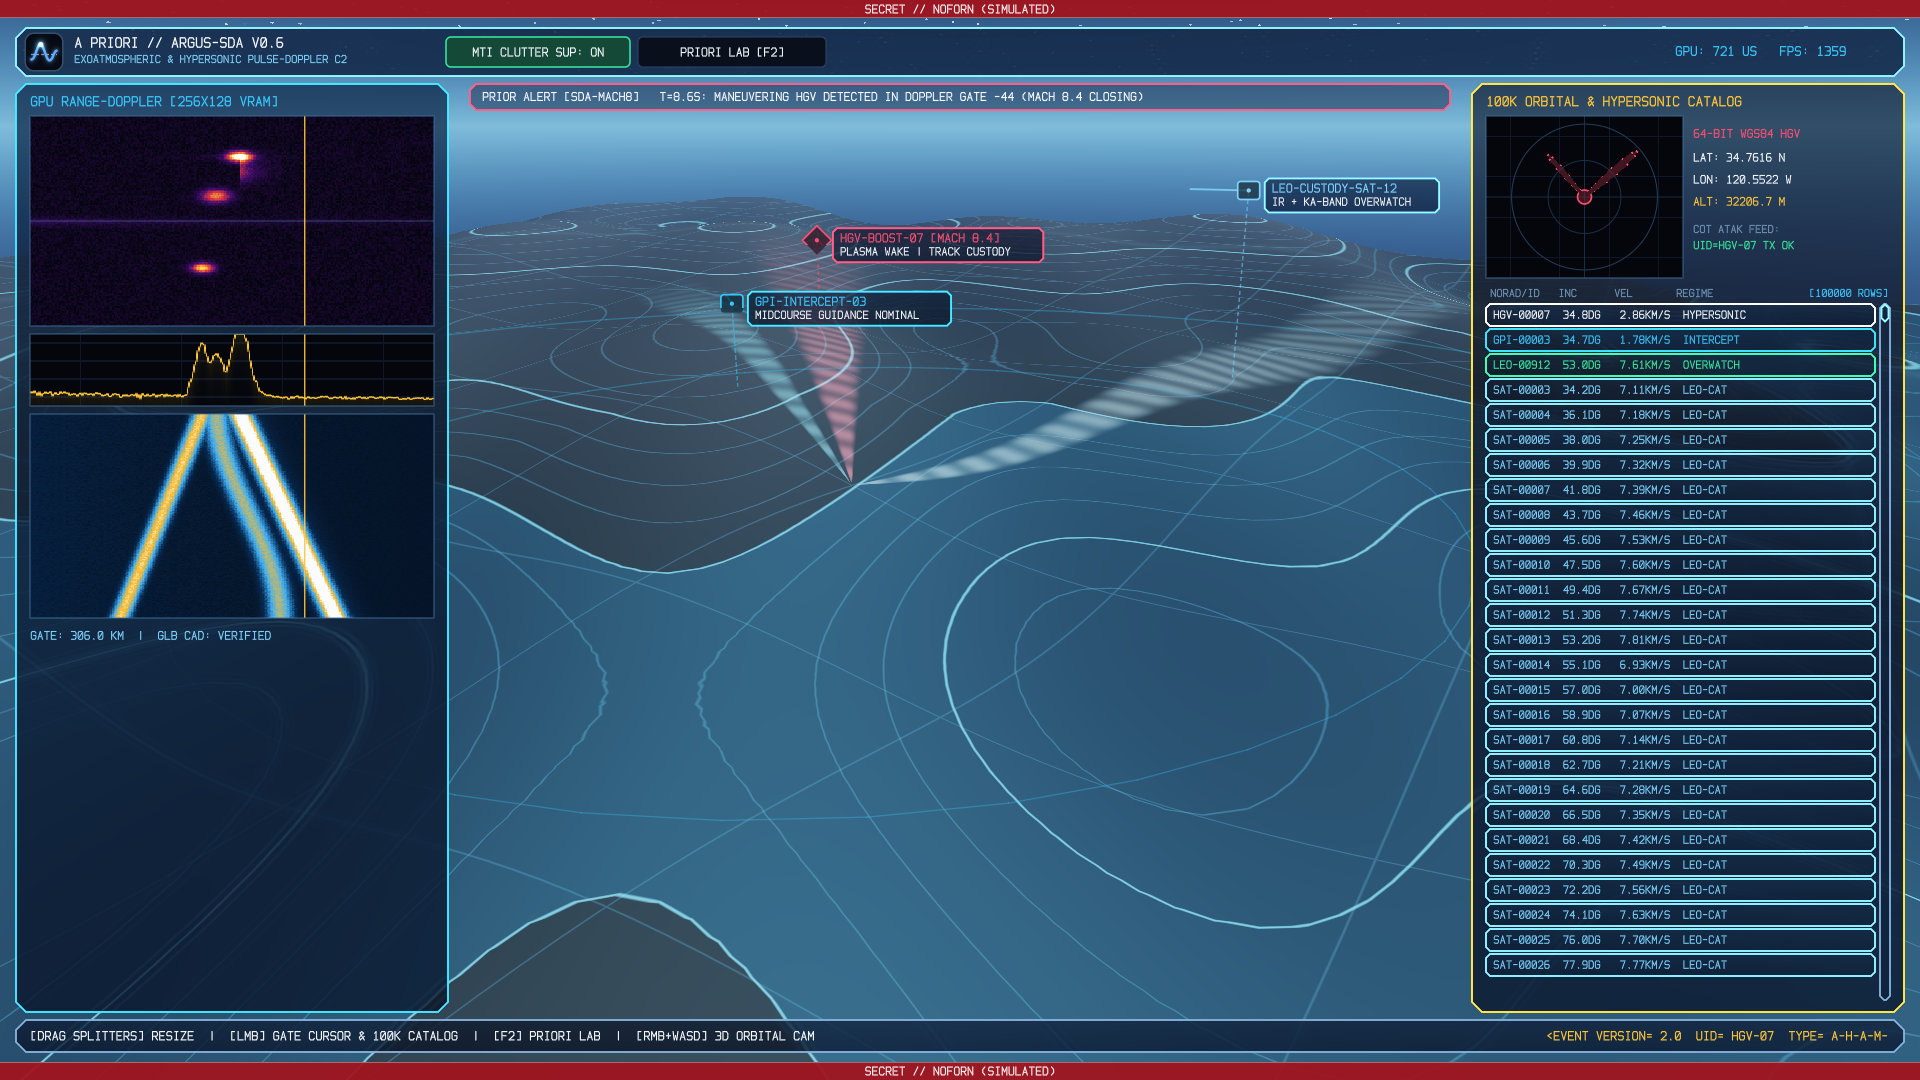 SECRET // NOFORN (SIMULATED)
A PRIORI // ARGUS-SDA V0.6
EXOATMOSPHERIC & HYPERSONIC PULSE-DOPPLER C2
MTI CLUTTER SUP: ON
PRIORI LAB [F2]
GPU: 721 US FPS: 1359
GPU RANGE-DOPPLER [256X128 VRAM]
GATE: 306.0 KM | GLB CAD: VERIFIED
PRIOR ALERT [SDA-MACH8] T=8.6S: MANEUVERING HGV DETECTED IN DOPPLER GATE -44 (MACH 8.4 CLOSING)
LEO-CUSTODY-SAT-12
IR + KA-BAND OVERWATCH
HGV-BOOST-07 [MACH 8.4]
PLASMA WAKE | TRACK CUSTODY
GPI-INTERCEPT-03
MIDCOURSE GUIDANCE NOMINAL
100K ORBITAL & HYPERSONIC CATALOG
64-BIT WGS84 HGV
LAT: 34.7616 N
LON: 120.5522 W
ALT: 32206.7 M
COT ATAK FEED:
UID=HGV-07 TX OK
NORAD/ID INC VEL REGIME [100000 ROWS]
HGV-00007 34.8DG 2.86KM/S HYPERSONIC
GPI-00003 34.7DG 1.78KM/S INTERCEPT
LEO-00912 53.0DG 7.61KM/S OVERWATCH
SAT-00003 34.2DG 7.11KM/S LEO-CAT
SAT-00004 36.1DG 7.18KM/S LEO-CAT
SAT-00005 38.0DG 7.25KM/S LEO-CAT
SAT-00006 39.9DG 7.32KM/S LEO-CAT
SAT-00007 41.8DG 7.39KM/S LEO-CAT
SAT-00008 43.7DG 7.46KM/S LEO-CAT
SAT-00009 45.6DG 7.53KM/S LEO-CAT
SAT-00010 47.5DG 7.60KM/S LEO-CAT
SAT-00011 49.4DG 7.67KM/S LEO-CAT
SAT-00012 51.3DG 7.74KM/S LEO-CAT
SAT-00013 53.2DG 7.81KM/S LEO-CAT
SAT-00014 55.1DG 6.93KM/S LEO-CAT
SAT-00015 57.0DG 7.00KM/S LEO-CAT
SAT-00016 58.9DG 7.07KM/S LEO-CAT
SAT-00017 60.8DG 7.14KM/S LEO-CAT
SAT-00018 62.7DG 7.21KM/S LEO-CAT
SAT-00019 64.6DG 7.28KM/S LEO-CAT
SAT-00020 66.5DG 7.35KM/S LEO-CAT
SAT-00021 68.4DG 7.42KM/S LEO-CAT
SAT-00022 70.3DG 7.49KM/S LEO-CAT
SAT-00023 72.2DG 7.56KM/S LEO-CAT
SAT-00024 74.1DG 7.63KM/S LEO-CAT
SAT-00025 76.0DG 7.70KM/S LEO-CAT
SAT-00026 77.9DG 7.77KM/S LEO-CAT
[DRAG SPLITTERS] RESIZE | [LMB] GATE CURSOR & 100K CATALOG | [F2] PRIORI LAB | [RMB+WASD] 3D ORBITAL CAM
<EVENT VERSION= 2.0 UID= HGV-07 TYPE= A-H-A-M-
SECRET // NOFORN (SIMULATED)